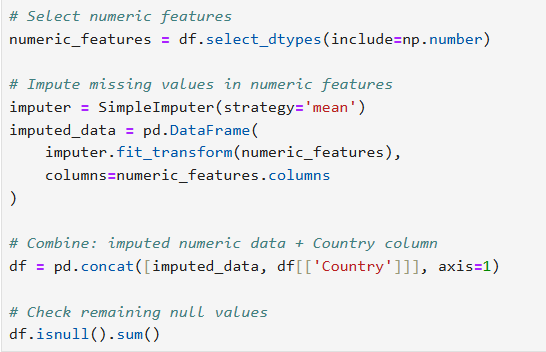 # Select numeric features
numeric_features = df.select_dtypes(include=np.number)
# Impute missing values in numeric features
imputer = SimpleImputer(strategy='mean')
imputed_data = pd.DataFrame(
    imputer.fit_transform(numeric_features),
    columns=numeric_features.columns
)
# Combine: imputed numeric data + Country column
df = pd.concat([imputed_data, df[['Country']]], axis=1)
# Check remaining null values
df.isnull().sum()